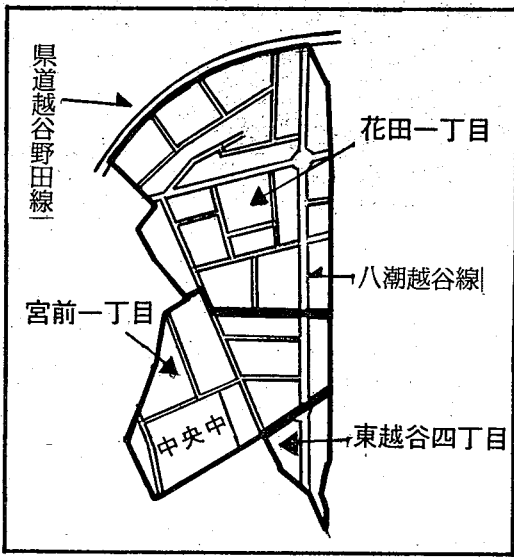 県道越谷野田線
花田一丁目
八潮越谷線
宮前一丁目
中央中
東越谷四丁目